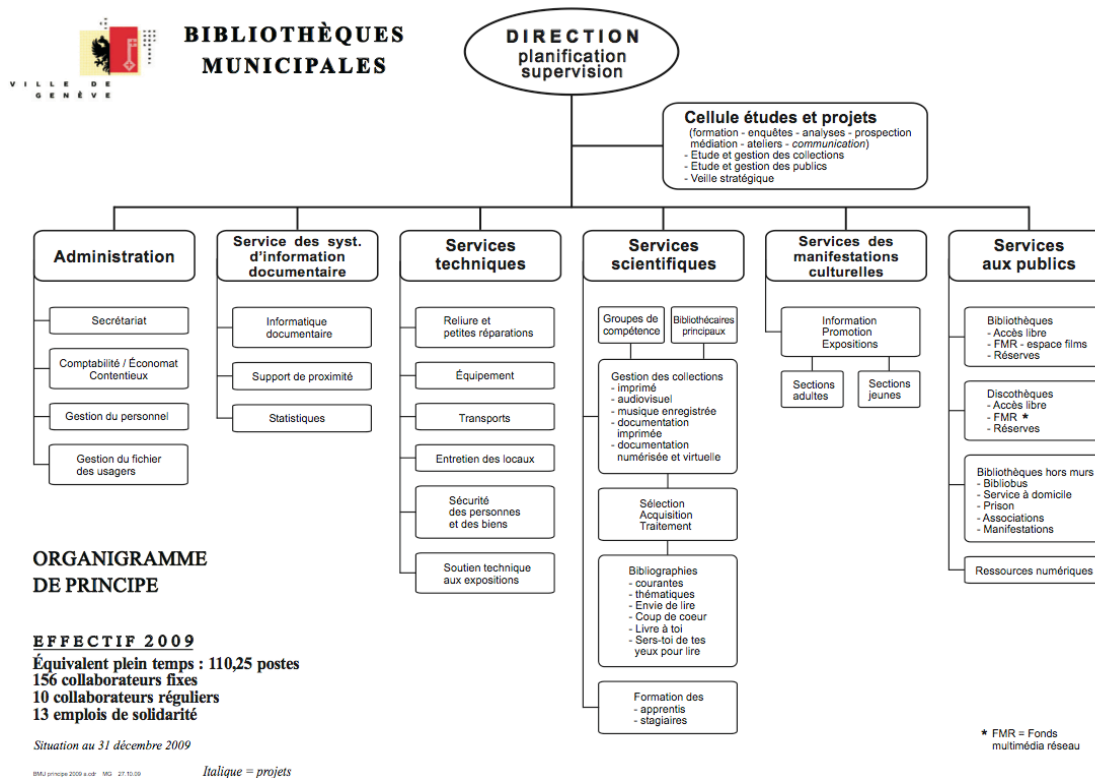 VILLE DE
GENÈVE
BIBLIOTHÈQUES
MUNICIPALES
DIRECTION
planification
supervision
Cellule études et projets
(formation - enquêtes - analyses - prospection
médiation - ateliers - communication)
- Etude et gestion des collections
- Etude et gestion des publics
- Veille stratégique
Administration
Secrétariat
Comptabilité / Économat
Contentieux
Gestion du personnel
Gestion du fichier
des usagers
Service des syst.
d'information
documentaire
Informatique
documentaire
Support de proximité
Statistiques
Services
techniques
Reliure et
petites réparations
Équipement
Transports
Entretien des locaux
Sécurité
des personnes
et des biens
Soutien technique
aux expositions
Services
scientifiques
Groupes de
compétence
Bibliothécaires
principaux
Gestion des collections
- imprimé
- audiovisuel
- musique enregistrée
- documentation
imprimée
- documentation
numérisée et virtuelle
Sélection
Acquisition
Traitement
Bibliographies
- courantes
- thématiques
- Envie de lire
- Coup de coeur
- Livre à toi
- Sers-toi de tes
yeux pour lire
Formation des
- apprentis
- stagiaires
Services des
manifestations
culturelles
Information
Promotion
Expositions
Sections
adultes
Sections
jeunes
Services
aux publics
Bibliothèques
- Accès libre
- FMR - espace films
- Réserves
Discothèques
- Accès libre
- FMR ★
- Réserves
Bibliothèques hors murs
- Bibliobus
- Service à domicile
- Prison
- Associations
- Manifestations
Ressources numériques
ORGANIGRAMME
DE PRINCIPE
EFFECTIF 2009
Équivalent plein temps : 110,25 postes
156 collaborateurs fixes
10 collaborateurs réguliers
13 emplois de solidarité
Situation au 31 décembre 2009
BMU principe 2009 a.cdr MG 27.10.09
Italique = projets
★ FMR = Fonds
multimédia réseau